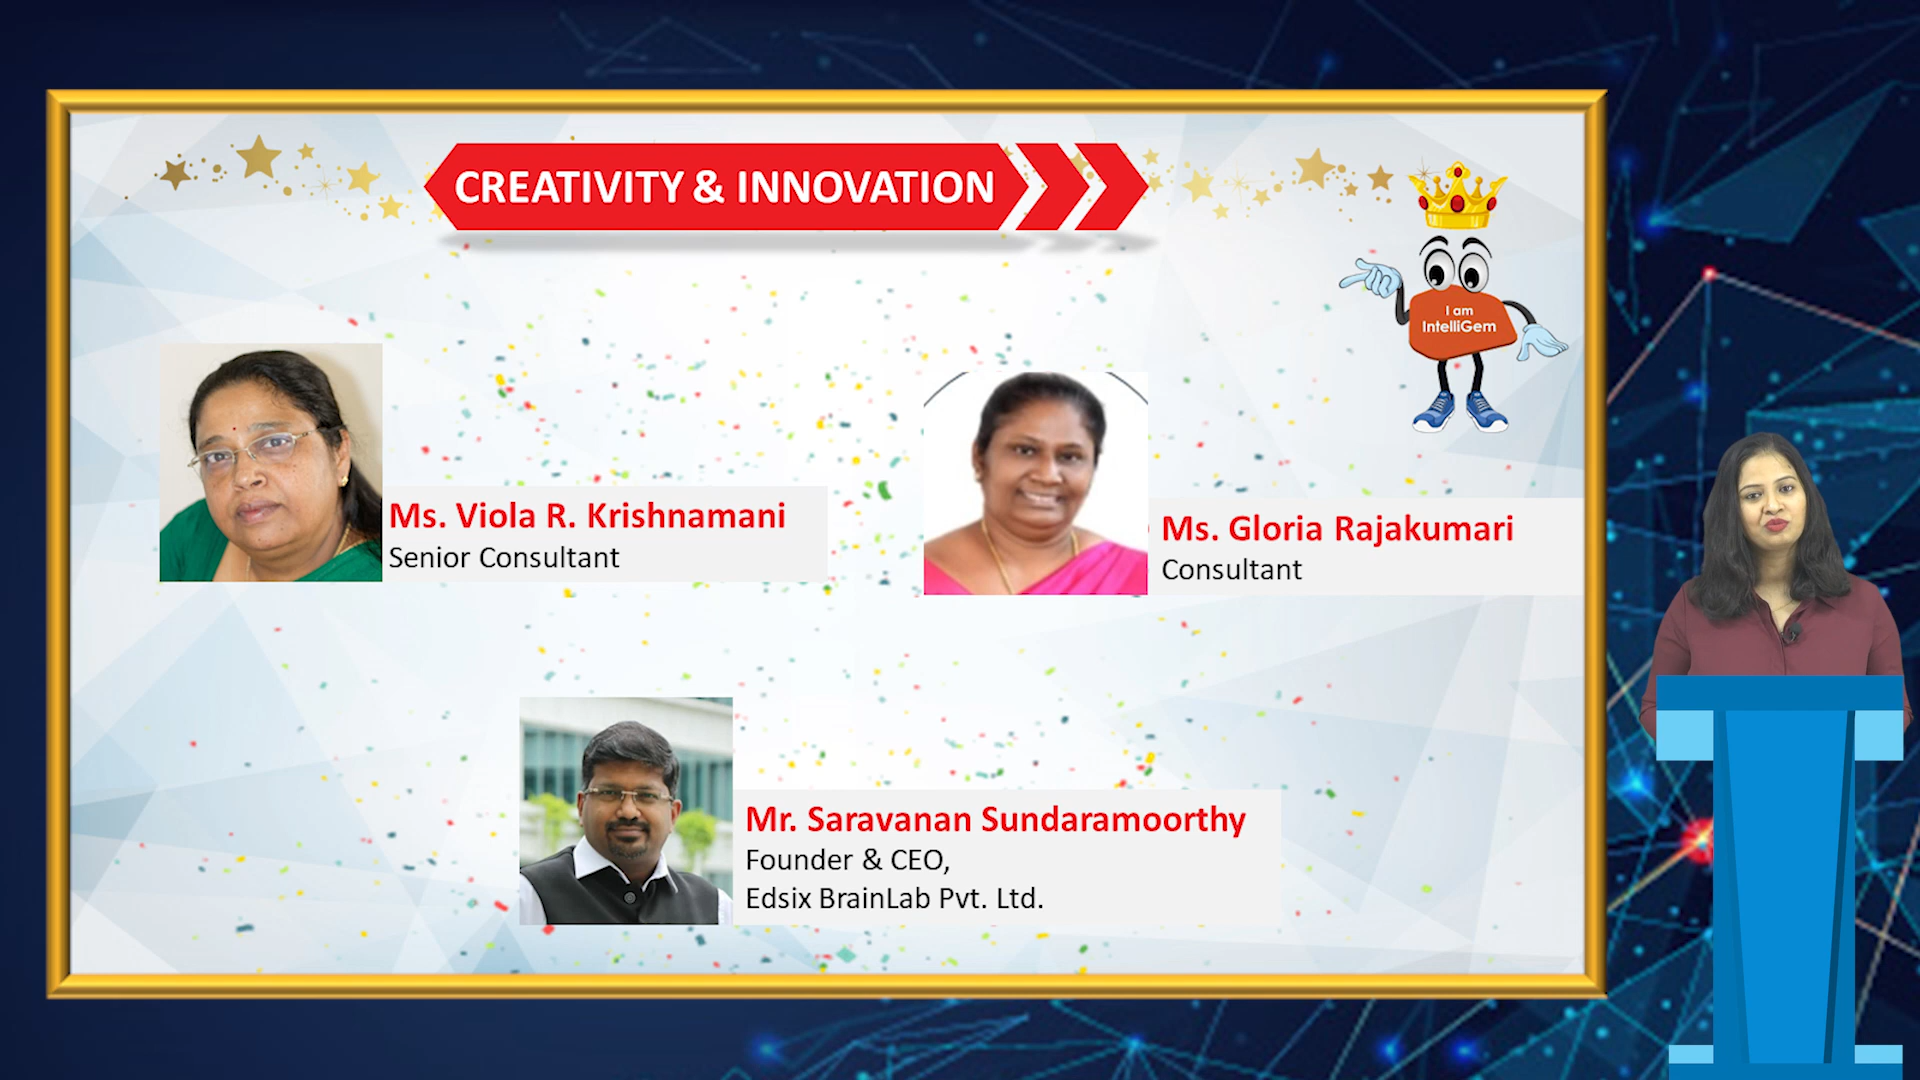 CREATIVITY & INNOVATION
I am
IntelliGem
Ms. Viola R. Krishnamani
Senior Consultant
Ms. Gloria Rajakumari
Consultant
Mr. Saravanan Sundaramoorthy
Founder & CEO,
Edsix BrainLab Pvt. Ltd.